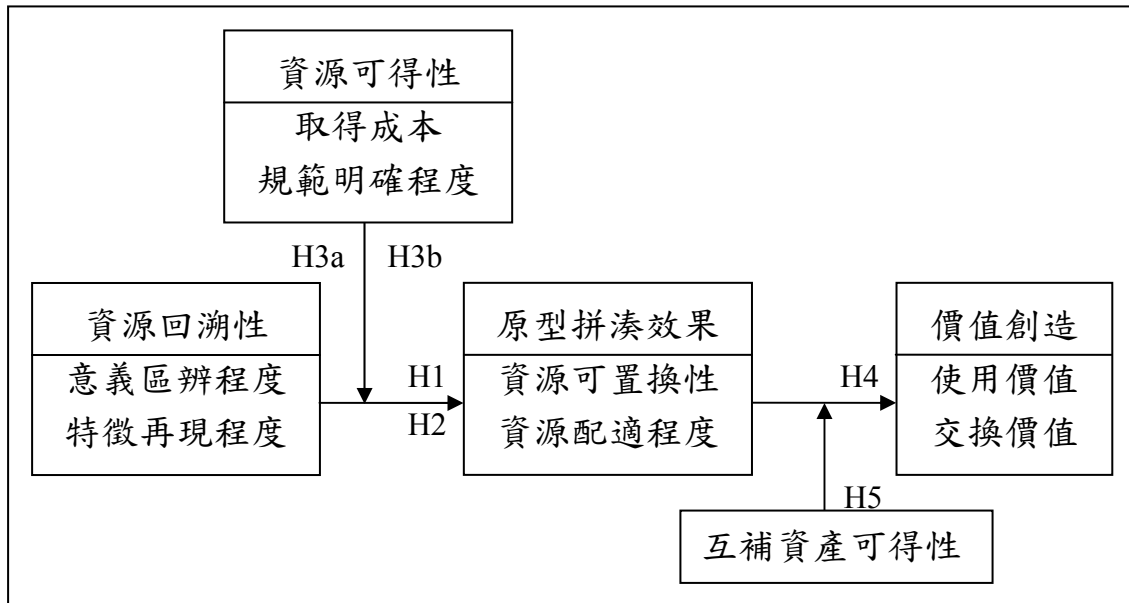 資源可得性
取得成本
規範明確程度
H3a H3b
資源回溯性
意義區辨程度
特徵再現程度
H1
H2
原型拼湊效果
資源可置換性
資源配適程度
H4
價值創造
使用價值
交換價值
H5
互補資產可得性